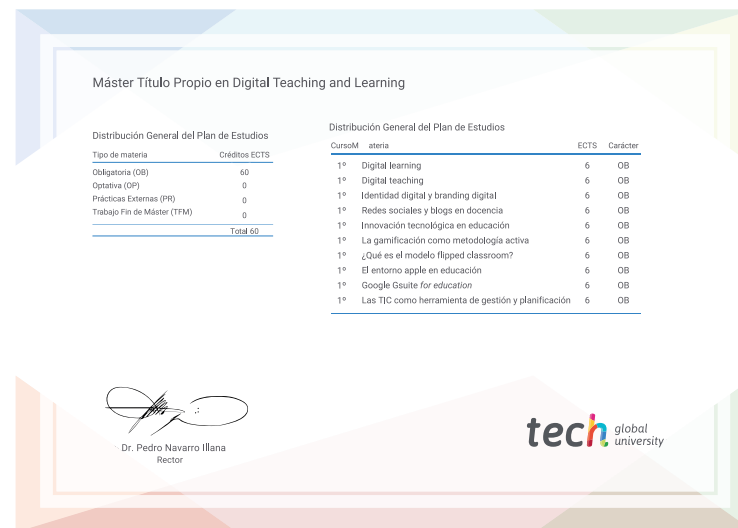 Máster Título Propio en Digital Teaching and Learning
Distribución General del Plan de Estudios
Tipo de materia Créditos ECTS
Obligatoria (OB) 60
Optativa (OP) 0
Prácticas Externas (PR) 0
Trabajo Fin de Máster (TFM) 0
Total 60
Distribución General del Plan de Estudios
CursoM ateria ECTS Carácter
1º Digital learning 6 OB
1º Digital teaching 6 OB
1º Identidad digital y branding digital 6 OB
1º Redes sociales y blogs en docencia 6 OB
1º Innovación tecnológica en educación 6 OB
1º La gamificación como metodología activa 6 OB
1º ¿Qué es el modelo flipped classroom? 6 OB
1º El entorno apple en educación 6 OB
1º Google Gsuite for education 6 OB
1º Las TIC como herramienta de gestión y planificación 6 OB
Dr. Pedro Navarro Illana
Rector
tech global
university